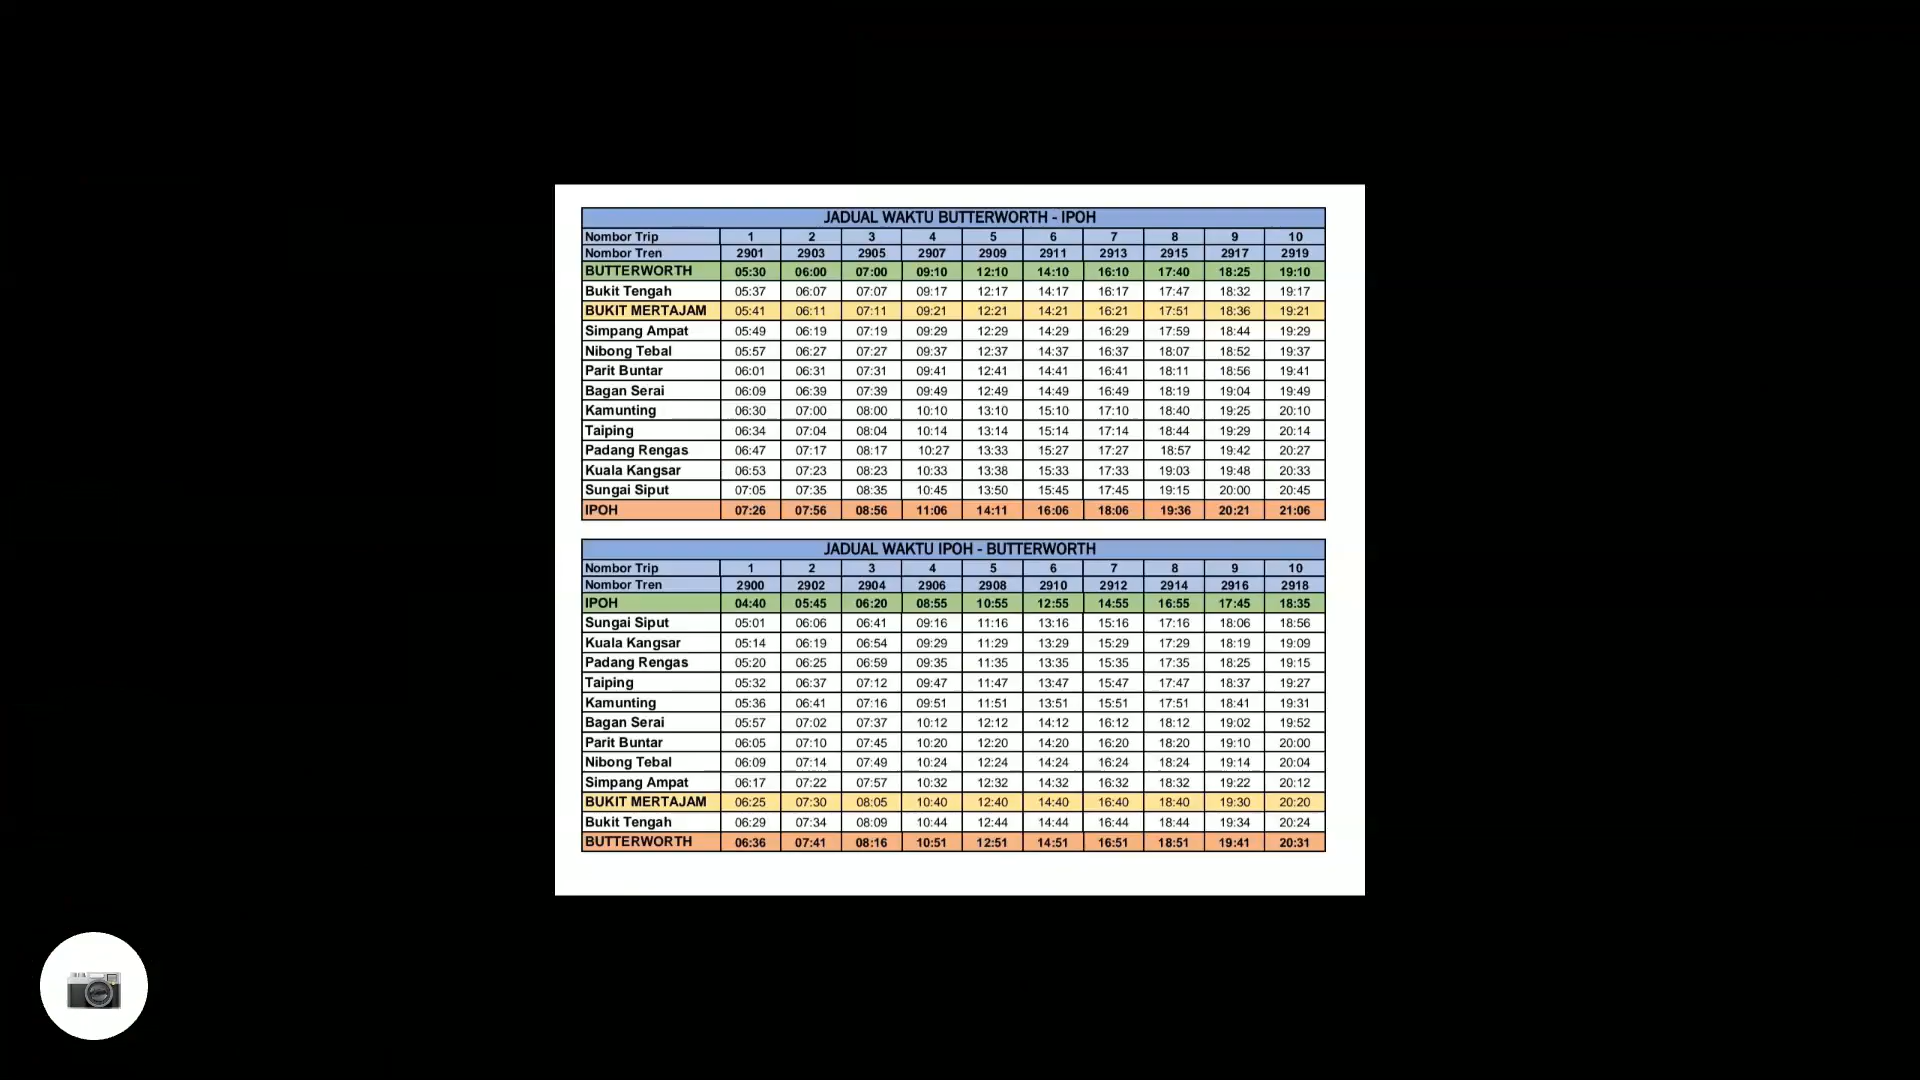 JADUAL WAKTU BUTTERWORTH - IPOH
Nombor Trip 1 2 3 4 5 6 7 8 9 10
Nombor Tren 2901 2903 2905 2907 2909 2911 2913 2915 2917 2919
BUTTERWORTH 05:30 06:00 07:00 09:10 12:10 14:10 16:10 17:40 18:25 19:10
Bukit Tengah 05:37 06:07 07:07 09:17 12:17 14:17 16:17 17:47 18:32 19:17
BUKIT MERTAJAM 05:41 06:11 07:11 09:21 12:21 14:21 16:21 17:51 18:36 19:21
Simpang Ampat 05:49 06:19 07:19 09:29 12:29 14:29 16:29 17:59 18:44 19:29
Nibong Tebal 05:57 06:27 07:27 09:37 12:37 14:37 16:37 18:07 18:52 19:37
Parit Buntar 06:01 06:31 07:31 09:41 12:41 14:41 16:41 18:11 18:56 19:41
Bagan Serai 06:09 06:39 07:39 09:49 12:49 14:49 16:49 18:19 19:04 19:49
Kamunting 06:30 07:00 08:00 10:10 13:10 15:10 17:10 18:40 19:25 20:10
Taiping 06:34 07:04 08:04 10:14 13:14 15:14 17:14 18:44 19:29 20:14
Padang Rengas 06:47 07:17 08:17 10:27 13:33 15:27 17:27 18:57 19:42 20:27
Kuala Kangsar 06:53 07:23 08:23 10:33 13:38 15:33 17:33 19:03 19:48 20:33
Sungai Siput 07:05 07:35 08:35 10:45 13:50 15:45 17:45 19:15 20:00 20:45
IPOH 07:26 07:56 08:56 11:06 14:11 16:06 18:06 19:36 20:21 21:06
JADUAL WAKTU IPOH - BUTTERWORTH
Nombor Trip 1 2 3 4 5 6 7 8 9 10
Nombor Tren 2900 2902 2904 2906 2908 2910 2912 2914 2916 2918
IPOH 04:40 05:45 06:20 08:55 10:55 12:55 14:55 16:55 17:45 18:35
Sungai Siput 05:01 06:06 06:41 09:16 11:16 13:16 15:16 17:16 18:06 18:56
Kuala Kangsar 05:14 06:19 06:54 09:29 11:29 13:29 15:29 17:29 18:19 19:09
Padang Rengas 05:20 06:25 06:59 09:35 11:35 13:35 15:35 17:35 18:25 19:15
Taiping 05:32 06:37 07:12 09:47 11:47 13:47 15:47 17:47 18:37 19:27
Kamunting 05:36 06:41 07:16 09:51 11:51 13:51 15:51 17:51 18:41 19:31
Bagan Serai 05:57 07:02 07:37 10:12 12:12 14:12 16:12 18:12 19:02 19:52
Parit Buntar 06:05 07:10 07:45 10:20 12:20 14:20 16:20 18:20 19:10 20:00
Nibong Tebal 06:09 07:14 07:49 10:24 12:24 14:24 16:24 18:24 19:14 20:04
Simpang Ampat 06:17 07:22 07:57 10:32 12:32 14:32 16:32 18:32 19:22 20:12
BUKIT MERTAJAM 06:25 07:30 08:05 10:40 12:40 14:40 16:40 18:40 19:30 20:20
Bukit Tengah 06:29 07:34 08:09 10:44 12:44 14:44 16:44 18:44 19:34 20:24
BUTTERWORTH 06:36 07:41 08:16 10:51 12:51 14:51 16:51 18:51 19:41 20:31